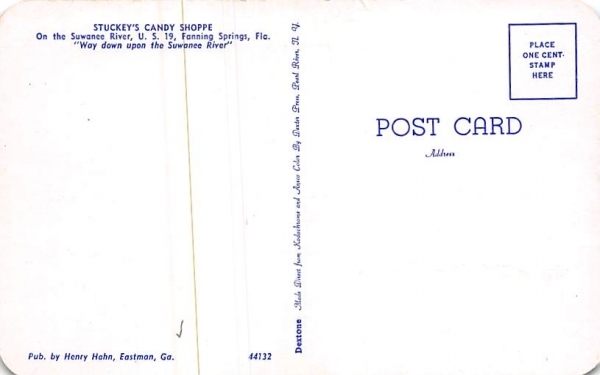 STUCKEY'S CANDY SHOPPE
On the Suwanee River, U. S. 19, Fanning Springs, Fla.
"Way down upon the Suwanee River"
Pub. by Henry Hahn, Eastman, Ga.
44132
Dextone Made Direct from Kodachrome and Ansco Color By Dexter Press, Pearl River, N. Y.
PLACE
ONE CENT-
STAMP
HERE
POST CARD
Address